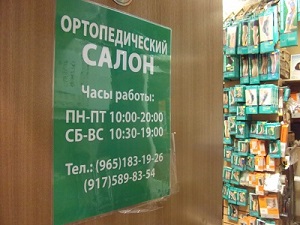 ОРТОПЕДИЧЕСКИЙ
САЛОН
Часы работы:
ПН-ПТ 10:00-20:00
СБ-ВС 10:30-19:00
Тел.: (965)183-19-26
(917)589-83-54